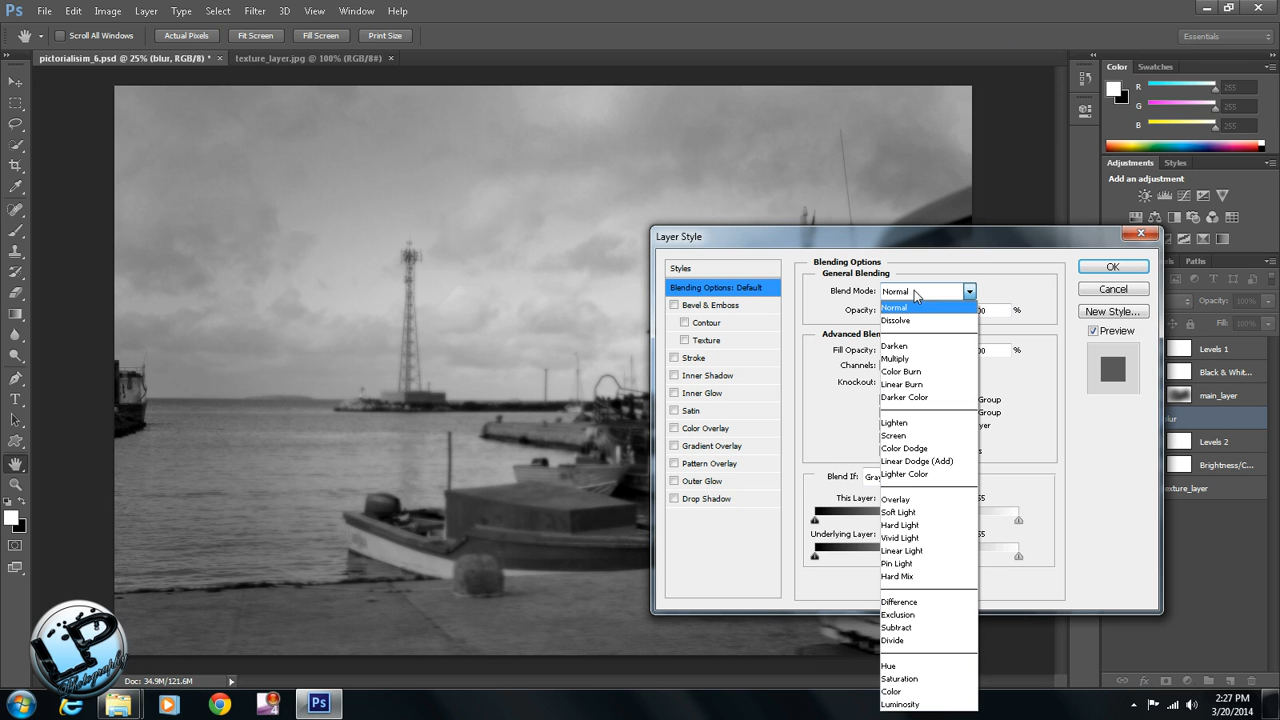 Ps File Edit Image Layer Type Select Filter 3D View Window Help
Scroll All Windows Actual Pixels Fit Screen Fill Screen Print Size Essentials
pictorialisim_6.psd @ 25% (blur, RGB/8) * × texture_layer.jpg @ 100% (RGB/8#) ×
Color Swatches
R 255
G 255
B 255
Adjustments Styles
Add an adjustment
Paths
Opacity: 100%
Fill: 100%
Levels 1
Black & Whit...
main_layer
Levels 2
Brightness/C...
Layer Style
Styles
Blending Options: Default
Bevel & Emboss
Contour
Texture
Stroke
Inner Shadow
Inner Glow
Satin
Color Overlay
Gradient Overlay
Pattern Overlay
Outer Glow
Drop Shadow
Blending Options
General Blending
Blend Mode: Normal
Opacity: %
Fill Opacity: %
Channels:
Knockout:
Group
Group
Blend If:
This Layer:
Underlying Layer:
Normal
Dissolve
Darken
Multiply
Color Burn
Linear Burn
Darker Color
Lighten
Screen
Color Dodge
Linear Dodge (Add)
Lighter Color
Overlay
Soft Light
Hard Light
Vivid Light
Linear Light
Pin Light
Hard Mix
Difference
Exclusion
Subtract
Divide
Hue
Saturation
Color
Luminosity
OK
Cancel
New Style...
Preview
LP
Photography
Doc: 34.9M/121.6M
Ps
2:27 PM
3/20/2014